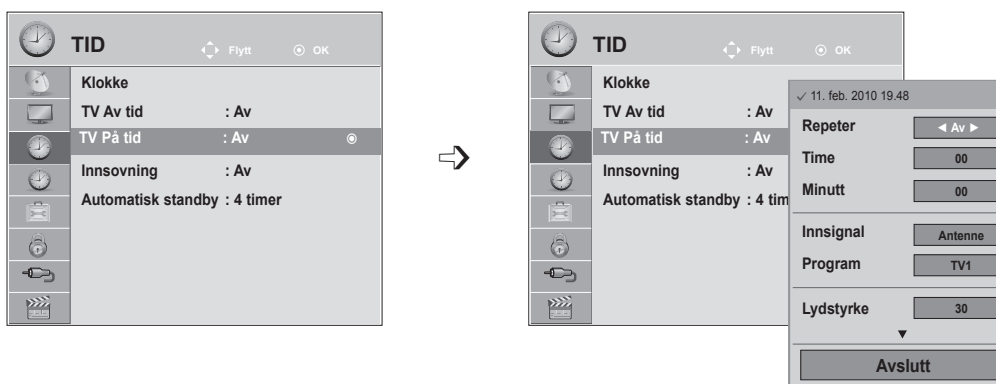 TID Flytt OK
Klokke
TV Av tid : Av
TV På tid : Av
Innsovning : Av
Automatisk standby : 4 timer
TID Flytt OK
Klokke
TV Av tid : Av
TV På tid : Av
Innsovning : Av
Automatisk standby : 4 tim
✓ 11. feb. 2010 19.48
Repeter ◄ Av ►
Time 00
Minutt 00
Innsignal Antenne
Program TV1
Lydstyrke 30
▼
Avslutt